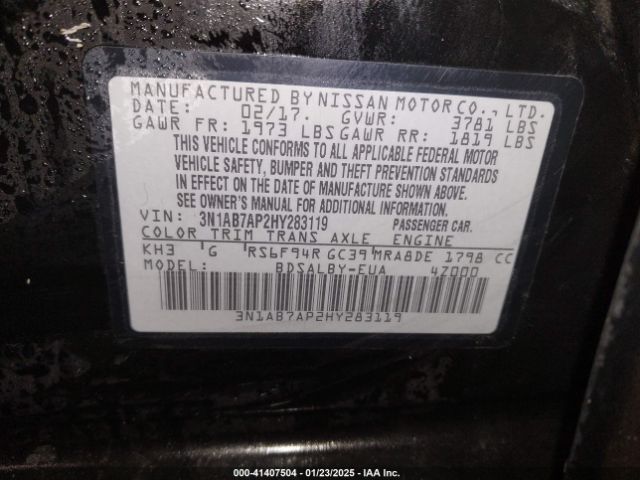 MANUFACTURED BY NISSAN MOTOR CO., LTD.
DATE: 02/17. GVWR: 3781 LBS
GAWR FR: 1973 LBS GAWR RR: 1819 LBS
THIS VEHICLE CONFORMS TO ALL APPLICABLE FEDERAL MOTOR
VEHICLE SAFETY, BUMPER AND THEFT PREVENTION STANDARDS
IN EFFECT ON THE DATE OF MANUFACTURE SHOWN ABOVE.
SEE OWNER'S MANUAL FOR ADDITIONAL INFORMATION.
VIN: 3N1AB7AP2HY283119 PASSENGER CAR.
COLOR TRIM TRANS AXLE ENGINE
KH3 G RS6F94R GC39 MRA8DE 1798 CC
MODEL: BDSALBY-EUA 4Z000
3N1AB7AP2HY283119
000-41407504 — 01/23/2025 — IAA Inc.